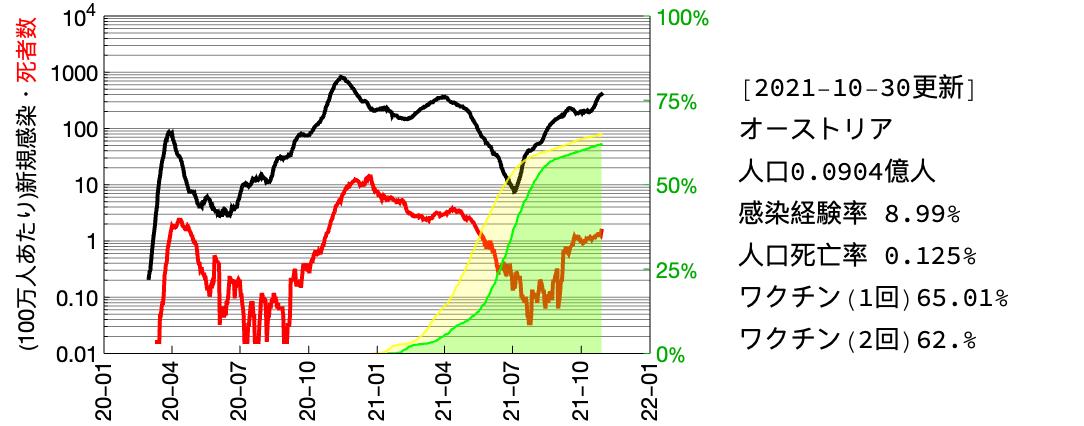 (100万人あたり)新規感染・死者数
10^4
1000
100
10
1
0.10
0.01
100%
75%
50%
25%
0%
20-01
20-04
20-07
20-10
21-01
21-04
21-07
21-10
22-01
[2021-10-30更新]
オーストリア
人口0.0904億人
感染経験率 8.99%
人口死亡率 0.125%
ワクチン(1回)65.01%
ワクチン(2回)62.%